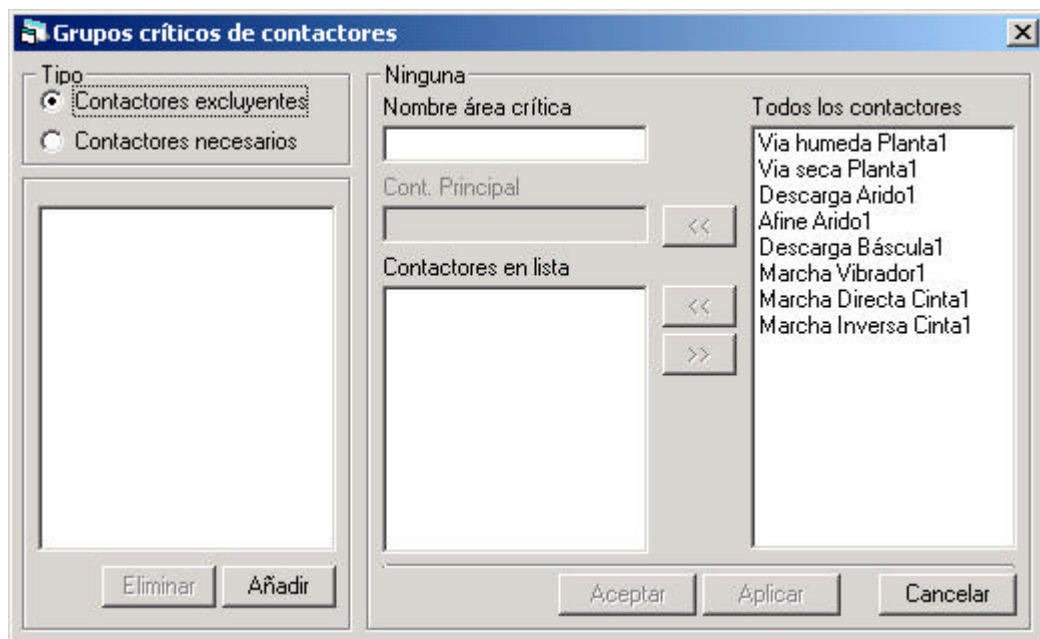 Grupos críticos de contactores
Tipo
Contactores excluyentes
Contactores necesarios
Eliminar
Añadir
Ninguna
Nombre área crítica
Cont. Principal
<<
Contactores en lista
<<
>>
Todos los contactores
Via humeda Planta1
Via seca Planta1
Descarga Arido1
Afine Arido1
Descarga Báscula1
Marcha Vibrador1
Marcha Directa Cinta1
Marcha Inversa Cinta1
Aceptar
Aplicar
Cancelar